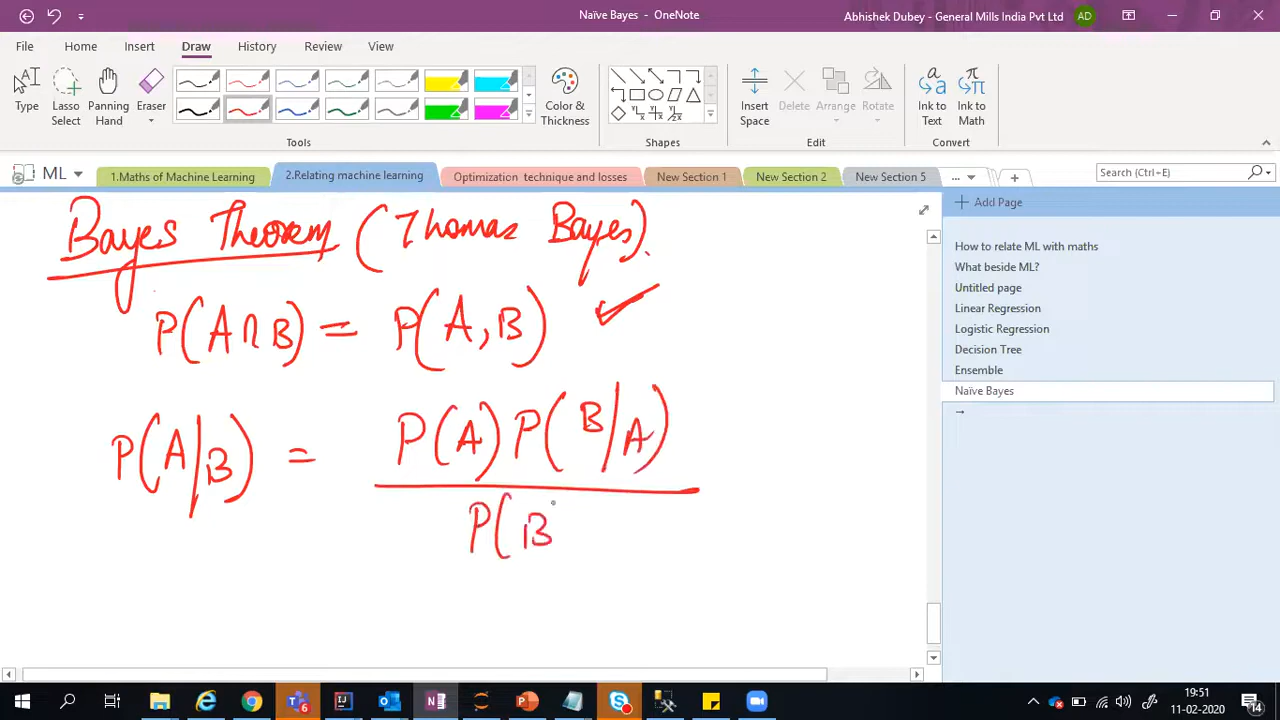 Naïve Bayes - OneNote
Abhishek Dubey - General Mills India Pvt Ltd AD
File Home Insert Draw History Review View
Type Lasso Select Panning Hand Eraser Color & Thickness Insert Space Delete Arrange Rotate Ink to Text Ink to Math
Tools Shapes Edit Convert
ML 1.Maths of Machine Learning 2.Relating machine learning Optimization technique and losses New Section 1 New Section 2 New Section 5 ... + Search (Ctrl+E)
Add Page
How to relate ML with maths
What beside ML?
Untitled page
Linear Regression
Logistic Regression
Decision Tree
Ensemble
Naïve Bayes
Bayes Theorem (Thomas Bayes).
P(A∩B) = P(A,B) ✓
P(A/B) = P(A) P(B/A)
P(B
19:51
11-02-2020
14